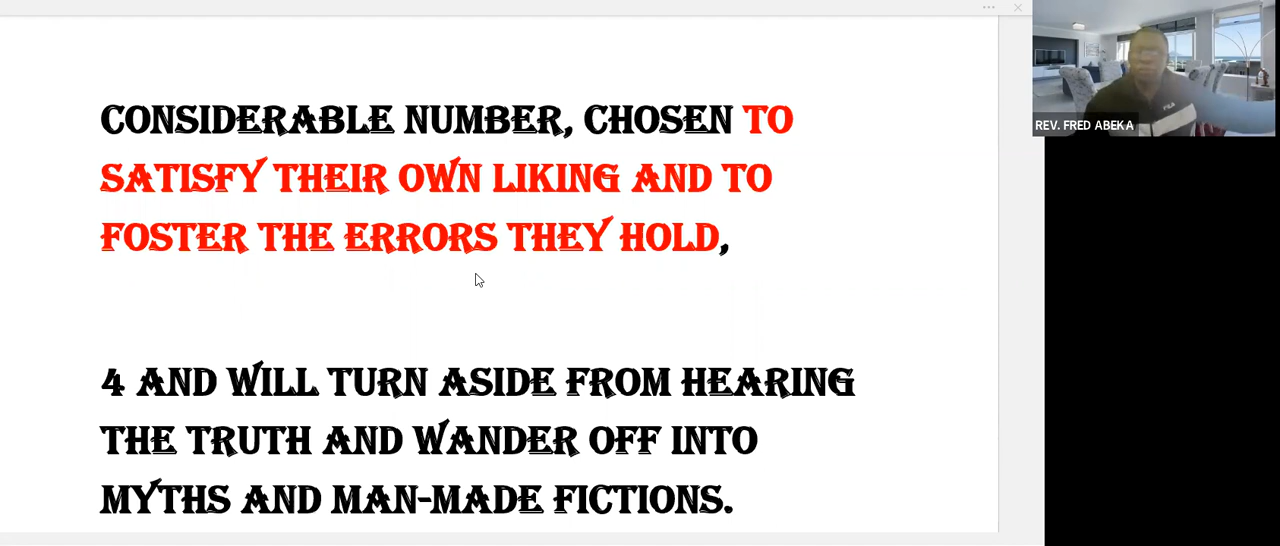 CONSIDERABLE NUMBER, CHOSEN TO
SATISFY THEIR OWN LIKING AND TO
FOSTER THE ERRORS THEY HOLD,
4 AND WILL TURN ASIDE FROM HEARING
THE TRUTH AND WANDER OFF INTO
MYTHS AND MAN-MADE FICTIONS.
FILA
REV. FRED ABEKA